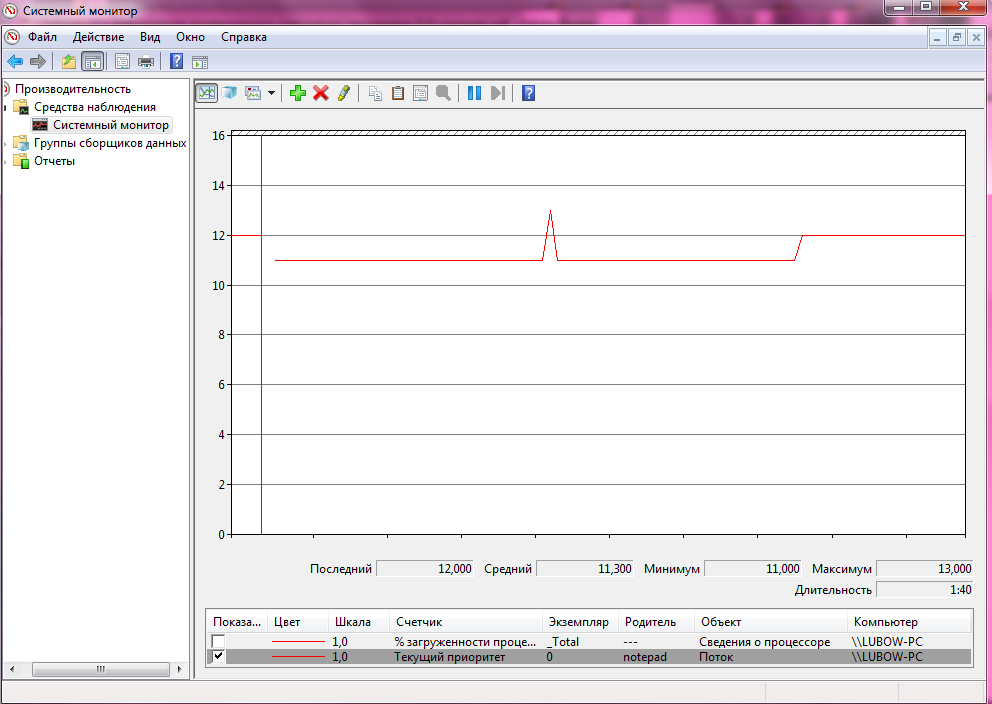 Системный монитор
Файл Действие Вид Окно Справка
Производительность
Средства наблюдения
Системный монитор
Группы сборщиков данных
Отчеты
16
14
12
10
8
6
4
2
0
Последний 12,000 Средний 11,300 Минимум 11,000 Максимум 13,000
Длительность 1:40
Показа... Цвет Шкала Счетчик Экземпляр Родитель Объект Компьютер
1,0 % загруженности проце... _Total --- Сведения о процессоре \\LUBOW-PC
1,0 Текущий приоритет 0 notepad Поток \\LUBOW-PC